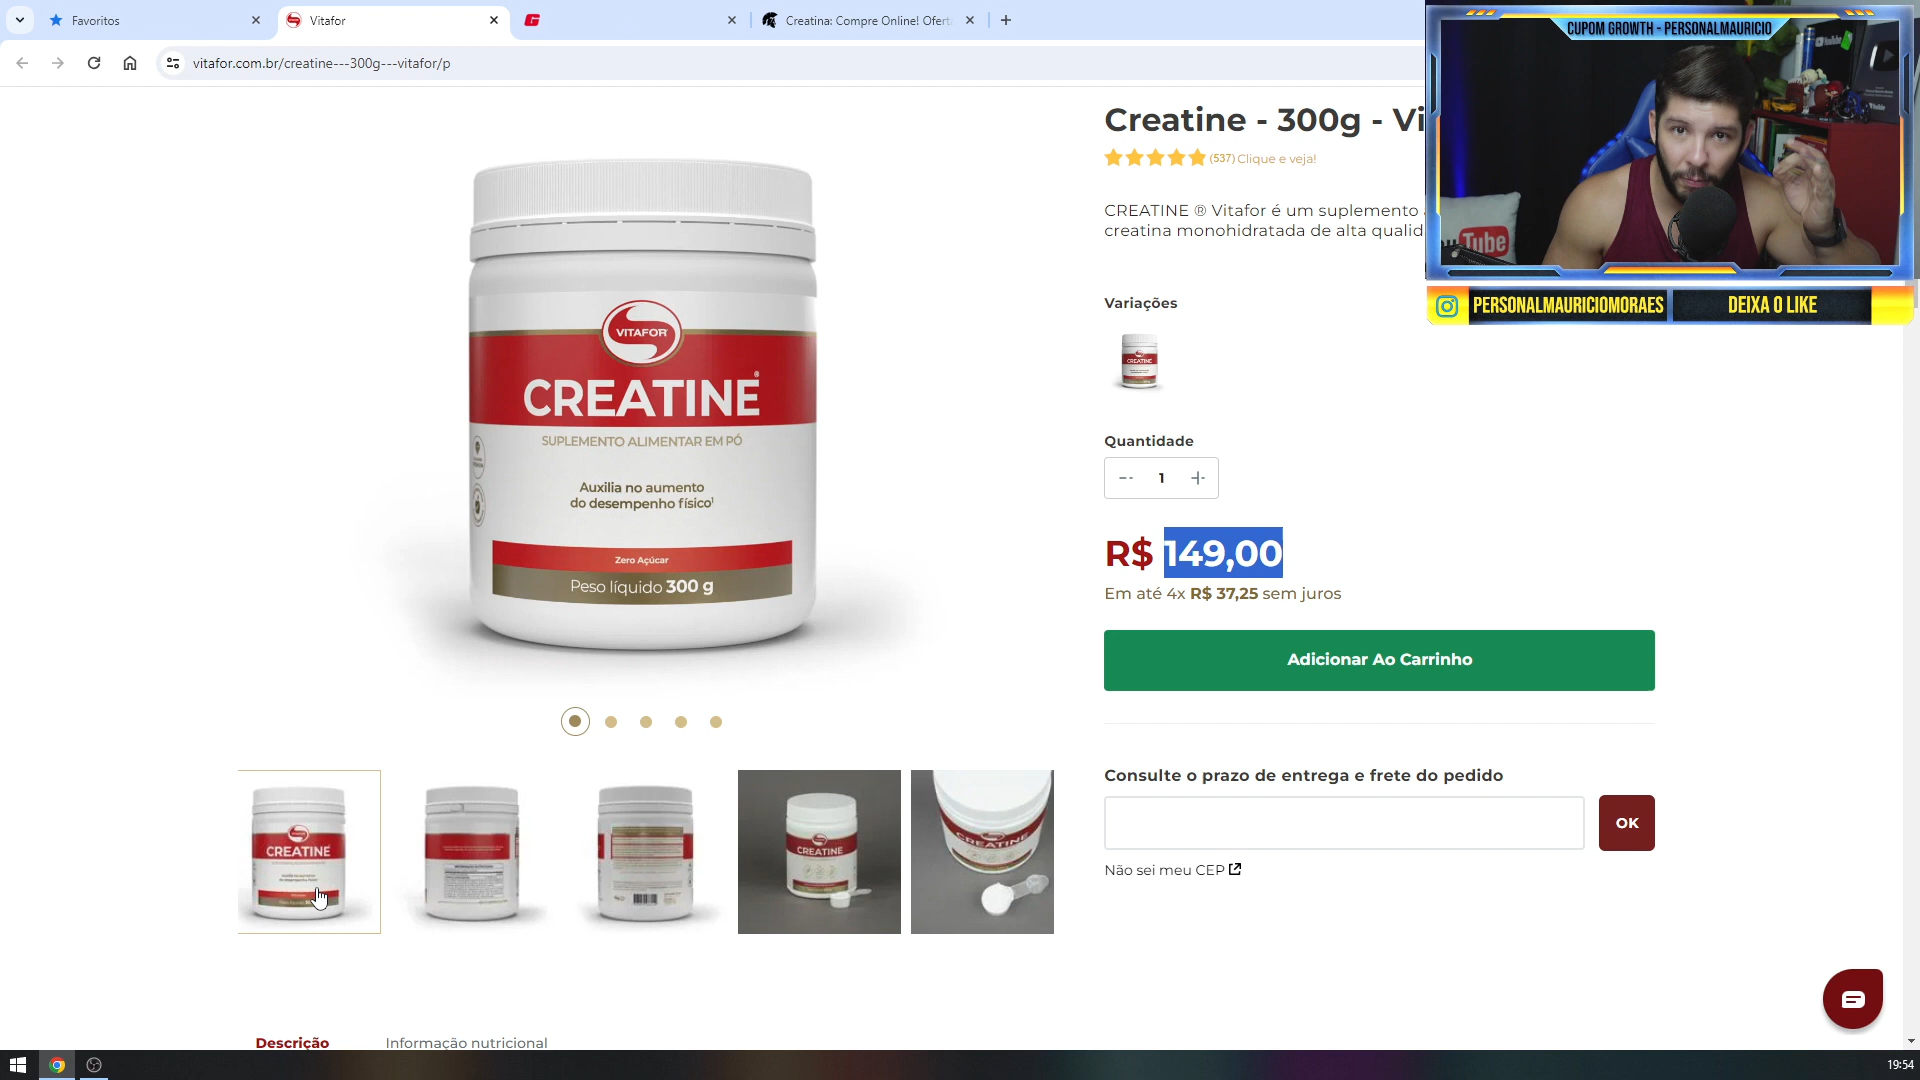 Favoritos
Vitafor
Creatina: Compre Online! Ofert
vitafor.com.br/creatine---300g---vitafor/p
CUPOM GROWTH - PERSONALMAURICIO
YouTube
Tube
PERSONALMAURICIOMORAES
DEIXA O LIKE
VITAFOR
CREATINE®
SUPLEMENTO ALIMENTAR EM PÓ
Auxilia no aumento
do desempenho físico¹
Zero Açúcar
Peso líquido 300 g
Creatine - 300g - Vi
(537) Clique e veja!
CREATINE ® Vitafor é um suplemento
creatina monohidratada de alta qualid
Variações
CREATINE
Quantidade
1
R$ 149,00
Em até 4x R$ 37,25 sem juros
Adicionar Ao Carrinho
CREATINE
CREATINE
CREATINE
Consulte o prazo de entrega e frete do pedido
OK
Não sei meu CEP
Descrição
Informação nutricional
19:54